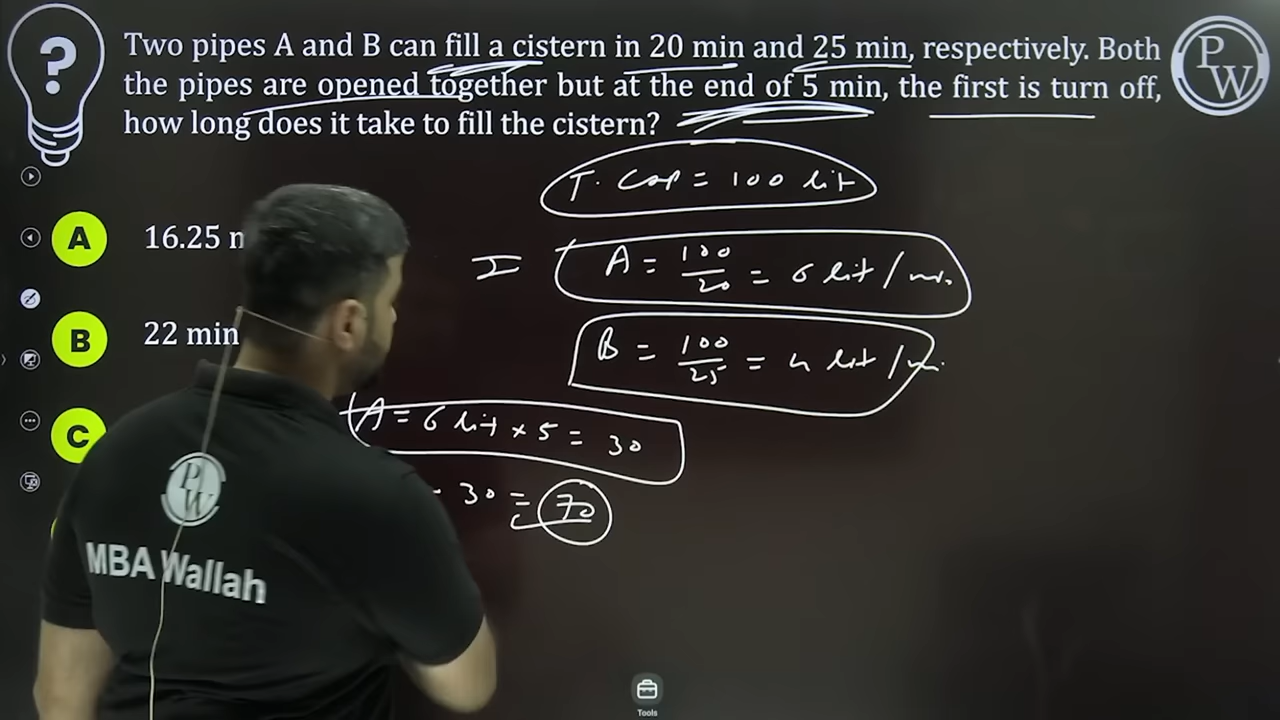 Two pipes A and B can fill a cistern in 20 min and 25 min, respectively. Both
the pipes are opened together but at the end of 5 min, the first is turn off,
how long does it take to fill the cistern?
?
P
W
T. Cap = 100 lit
A
16.25
I
A = 100/20 = 6 lit / min.
B
22 min
B = 100/25 = 4 lit / m.
C
A = 6 lit × 5 = 30
- 30 = 70
P
W
MBA Wallah
Tools